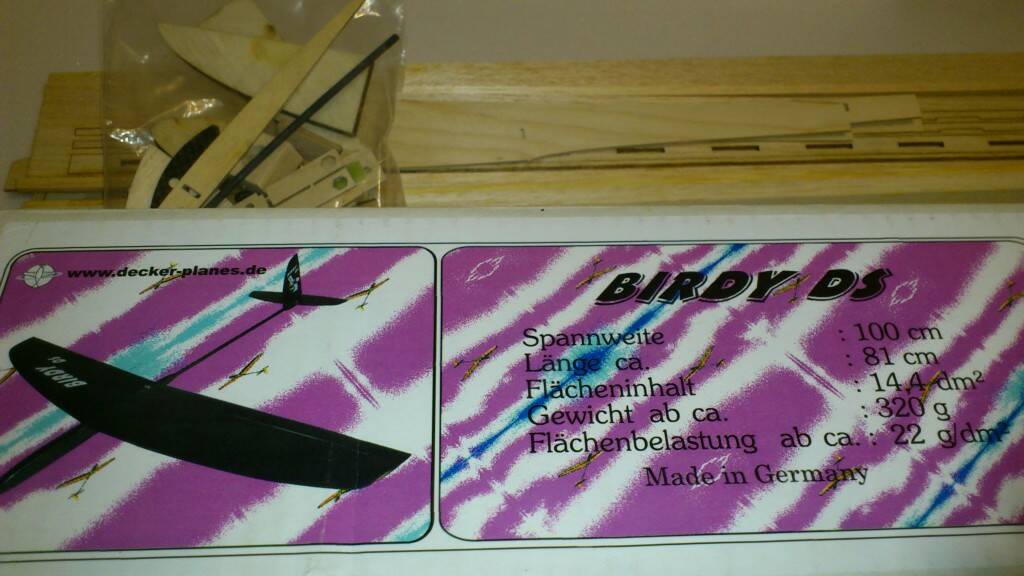 www.decker-planes.de
BIRDY
BIRDY DS
Spannweite : 100 cm
Länge ca. : 81 cm
Flächeninhalt : 14.4 dm²
Gewicht ab ca. : 320 g
Flächenbelastung ab ca. : 22 g/dm²
Made in Germany